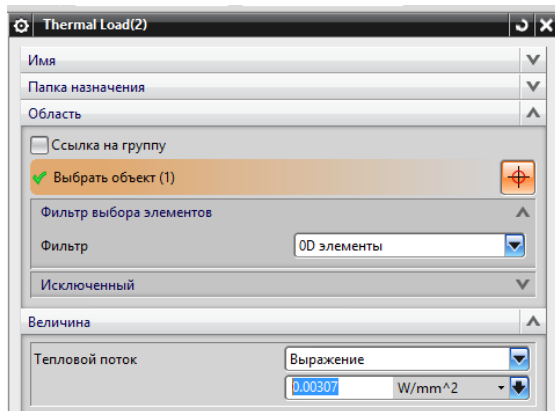 Thermal Load(2)
Имя
Папка назначения
Область
Ссылка на группу
Выбрать объект (1)
Фильтр выбора элементов
Фильтр 0D элементы
Исключенный
Величина
Тепловой поток Выражение
0.00307 W/mm^2